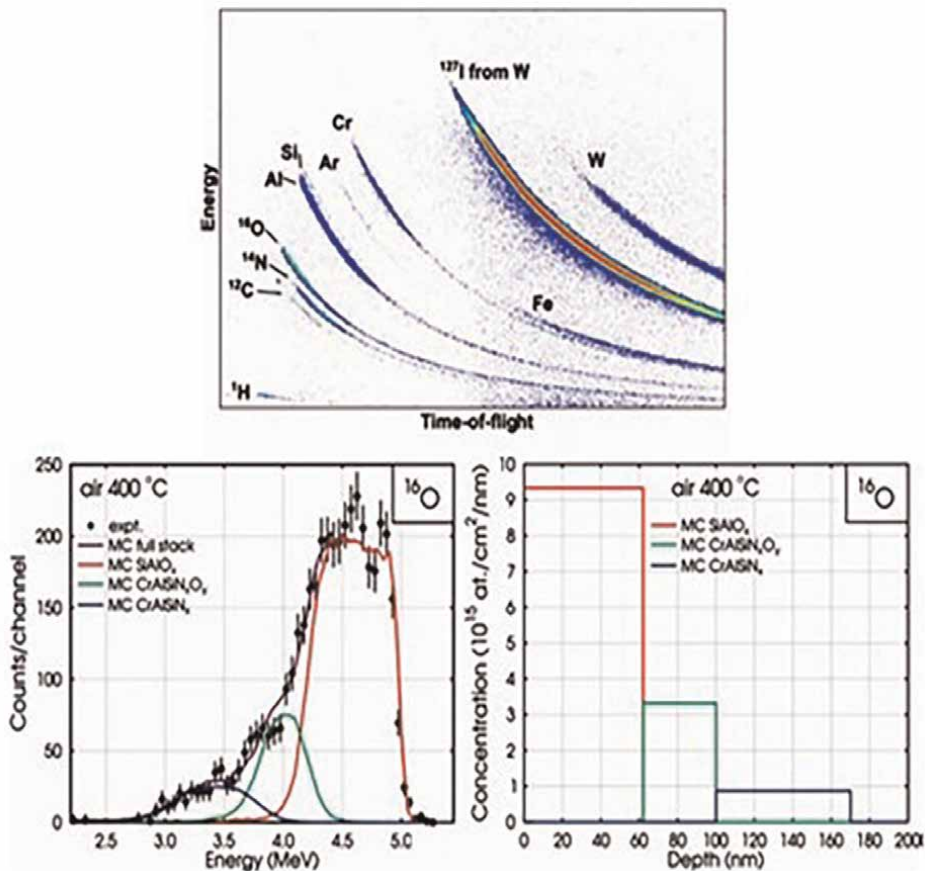 ¹²⁷I from W
Cr
W
Si
Ar
Al
¹⁶O
¹⁴N
¹²C
Fe
¹H
Energy
Time-of-flight
250
200
150
100
50
0
air 400 °C
¹⁶O
expt.
MC full stack
MC SiAlOₓ
MC CrAlSiNₓOᵧ
MC CrAlSiNₓ
Counts/channel
2.5 3.0 3.5 4.0 4.5 5.0
Energy (MeV)
10
9
8
7
6
5
4
3
2
1
0
air 400 °C
¹⁶O
MC SiAlOₓ
MC CrAlSiNₓOᵧ
MC CrAlSiNₓ
Concentration (10¹⁵ at./cm²/nm)
0 20 40 60 80 100 120 140 160 180 200
Depth (nm)